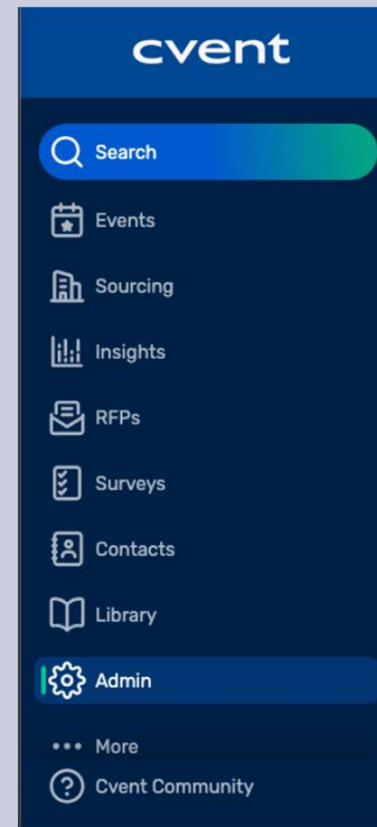 cvent
Search
Events
Sourcing
Insights
RFPs
Surveys
Contacts
Library
Admin
More
Cvent Community